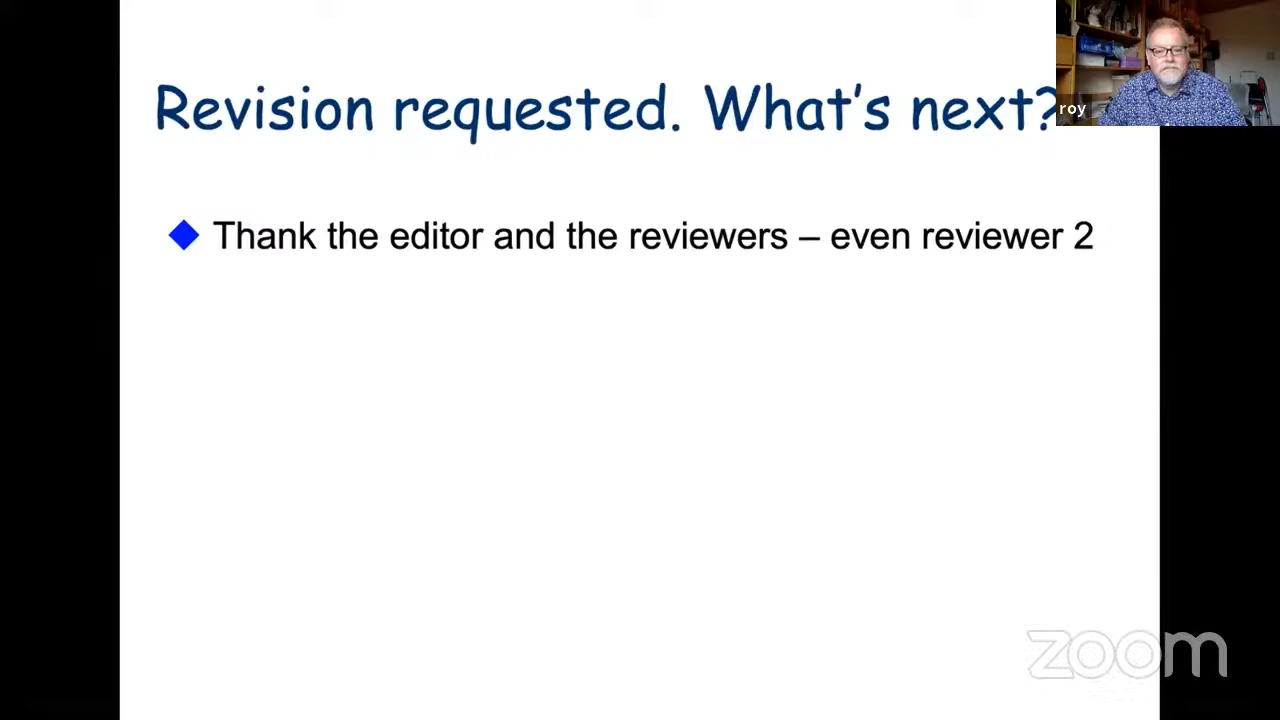 Revision requested. What's next?
roy
Thank the editor and the reviewers – even reviewer 2
zoom